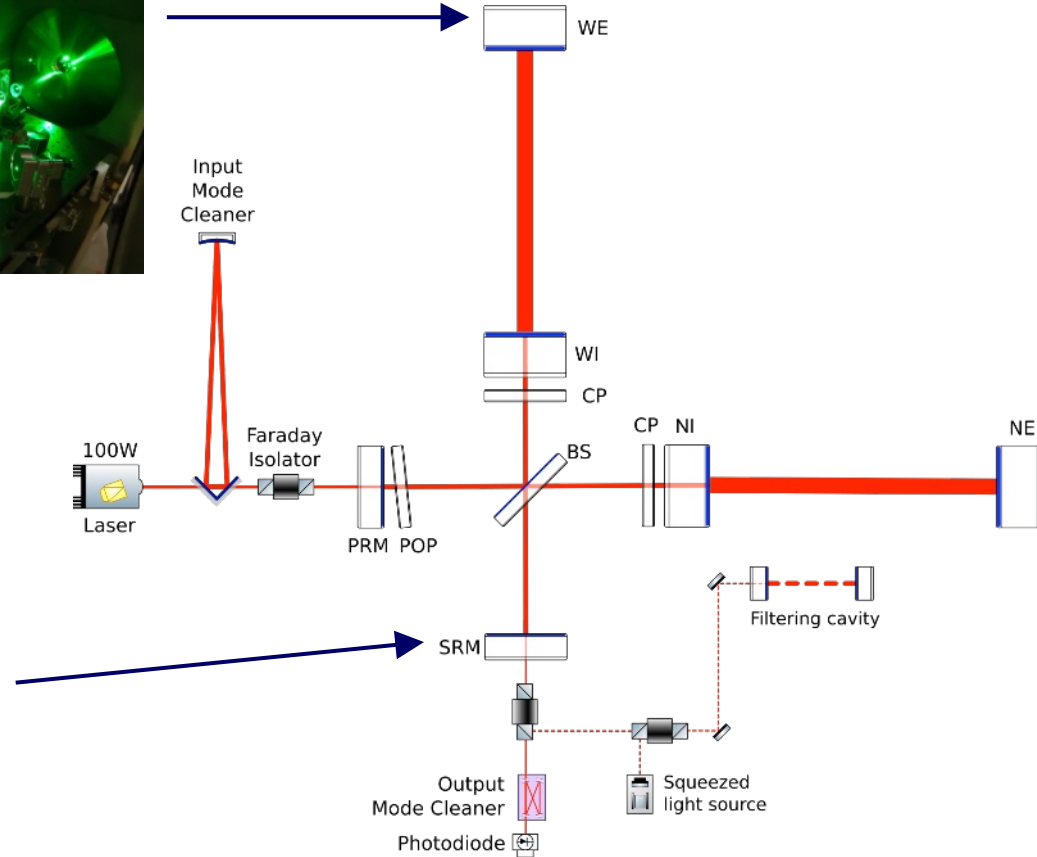 WE
Input
Mode
Cleaner
WI
CP
100W
Laser
Faraday
Isolator
PRM
POP
BS
CP
NI
NE
Filtering cavity
SRM
Squeezed
light source
Output
Mode Cleaner
Photodiode